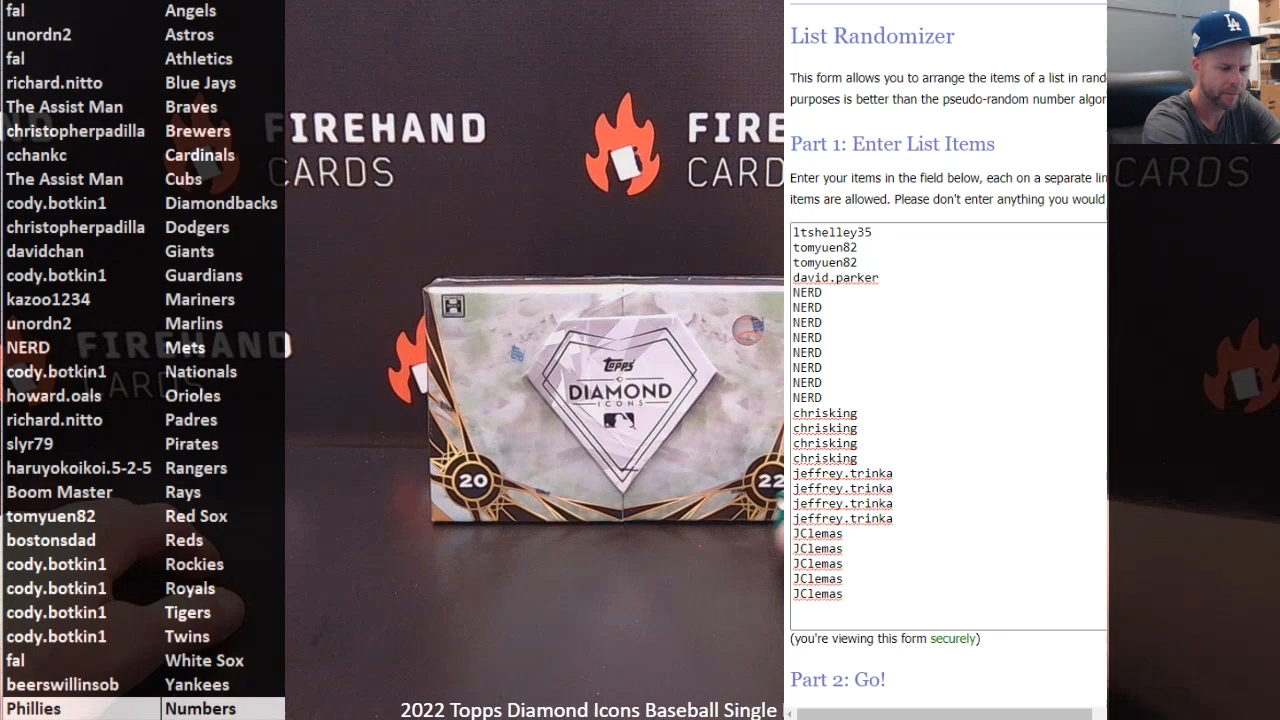 fal Angels
unordn2 Astros
fal Athletics
richard.nitto Blue Jays
The Assist Man Braves
christopherpadilla Brewers
cchankc Cardinals
The Assist Man Cubs
cody.botkin1 Diamondbacks
christopherpadilla Dodgers
davidchan Giants
cody.botkin1 Guardians
kazoo1234 Mariners
unordn2 Marlins
NERD Mets
cody.botkin1 Nationals
howard.oals Orioles
richard.nitto Padres
slyr79 Pirates
haruyokoikoi.5-2-5 Rangers
Boom Master Rays
tomyuen82 Red Sox
bostonsdad Reds
cody.botkin1 Rockies
cody.botkin1 Royals
cody.botkin1 Tigers
cody.botkin1 Twins
fal White Sox
beerswillinsob Yankees
Phillies Numbers
FIREHAND
CARDS
FIRE
CARDS
FIREHAND
CARDS
topps
DIAMOND
ICONS
20
22
2022 Topps Diamond Icons Baseball Single
List Randomizer
This form allows you to arrange the items of a list in rand
purposes is better than the pseudo-random number algor
Part 1: Enter List Items
Enter your items in the field below, each on a separate lin
items are allowed. Please don't enter anything you would
ltshelley35
tomyuen82
tomyuen82
david.parker
NERD
NERD
NERD
NERD
NERD
NERD
NERD
NERD
chrisking
chrisking
chrisking
chrisking
jeffrey.trinka
jeffrey.trinka
jeffrey.trinka
jeffrey.trinka
JClemas
JClemas
JClemas
JClemas
JClemas
(you're viewing this form securely)
Part 2: Go!
LA
CARDS